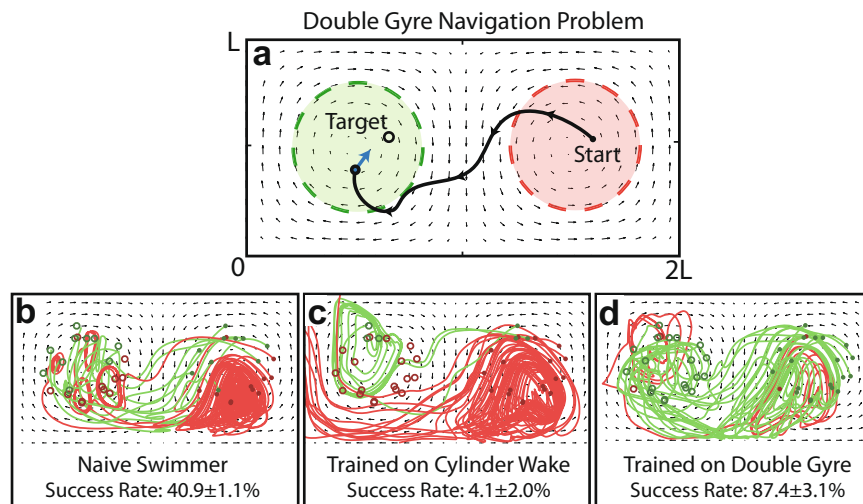 Double Gyre Navigation Problem
L
a
Target
Start
0
2L
b
c
d
Naive Swimmer
Success Rate: 40.9±1.1%
Trained on Cylinder Wake
Success Rate: 4.1±2.0%
Trained on Double Gyre
Success Rate: 87.4±3.1%